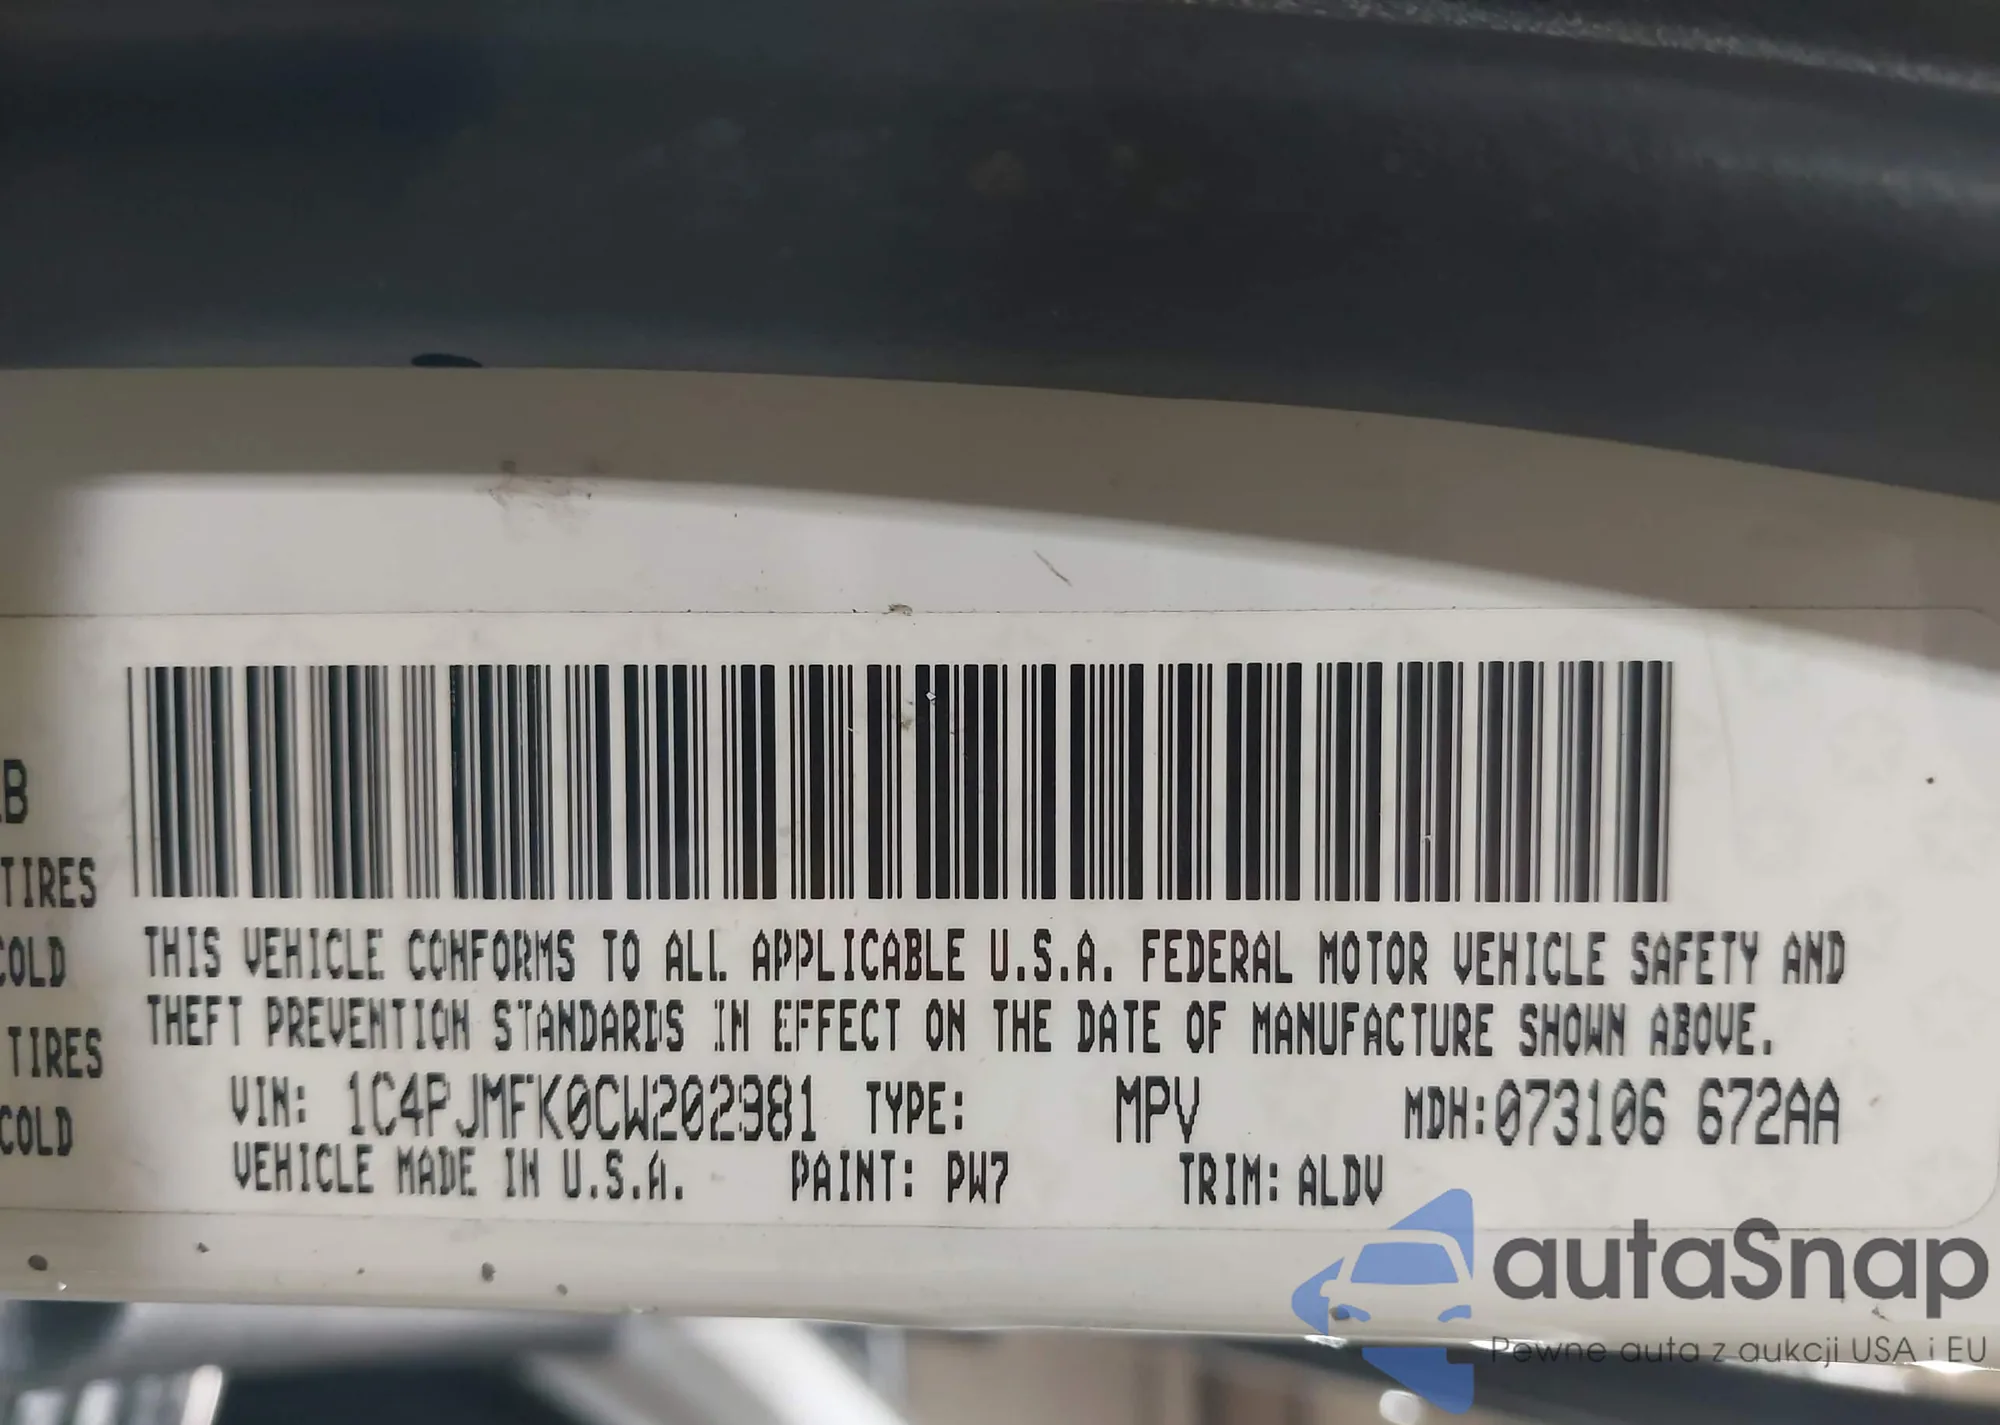 B
TIRES
COLD
TIRES
COLD
THIS VEHICLE CONFORMS TO ALL APPLICABLE U.S.A. FEDERAL MOTOR VEHICLE SAFETY AND
THEFT PREVENTION STANDARDS IN EFFECT ON THE DATE OF MANUFACTURE SHOWN ABOVE.
VIN: 1C4PJMFK0CW202981 TYPE: MPV MDH:073106 672AA
VEHICLE MADE IN U.S.A. PAINT: PW7 TRIM: ALDV
autaSnap
Pewne auta z aukcji USA i EU